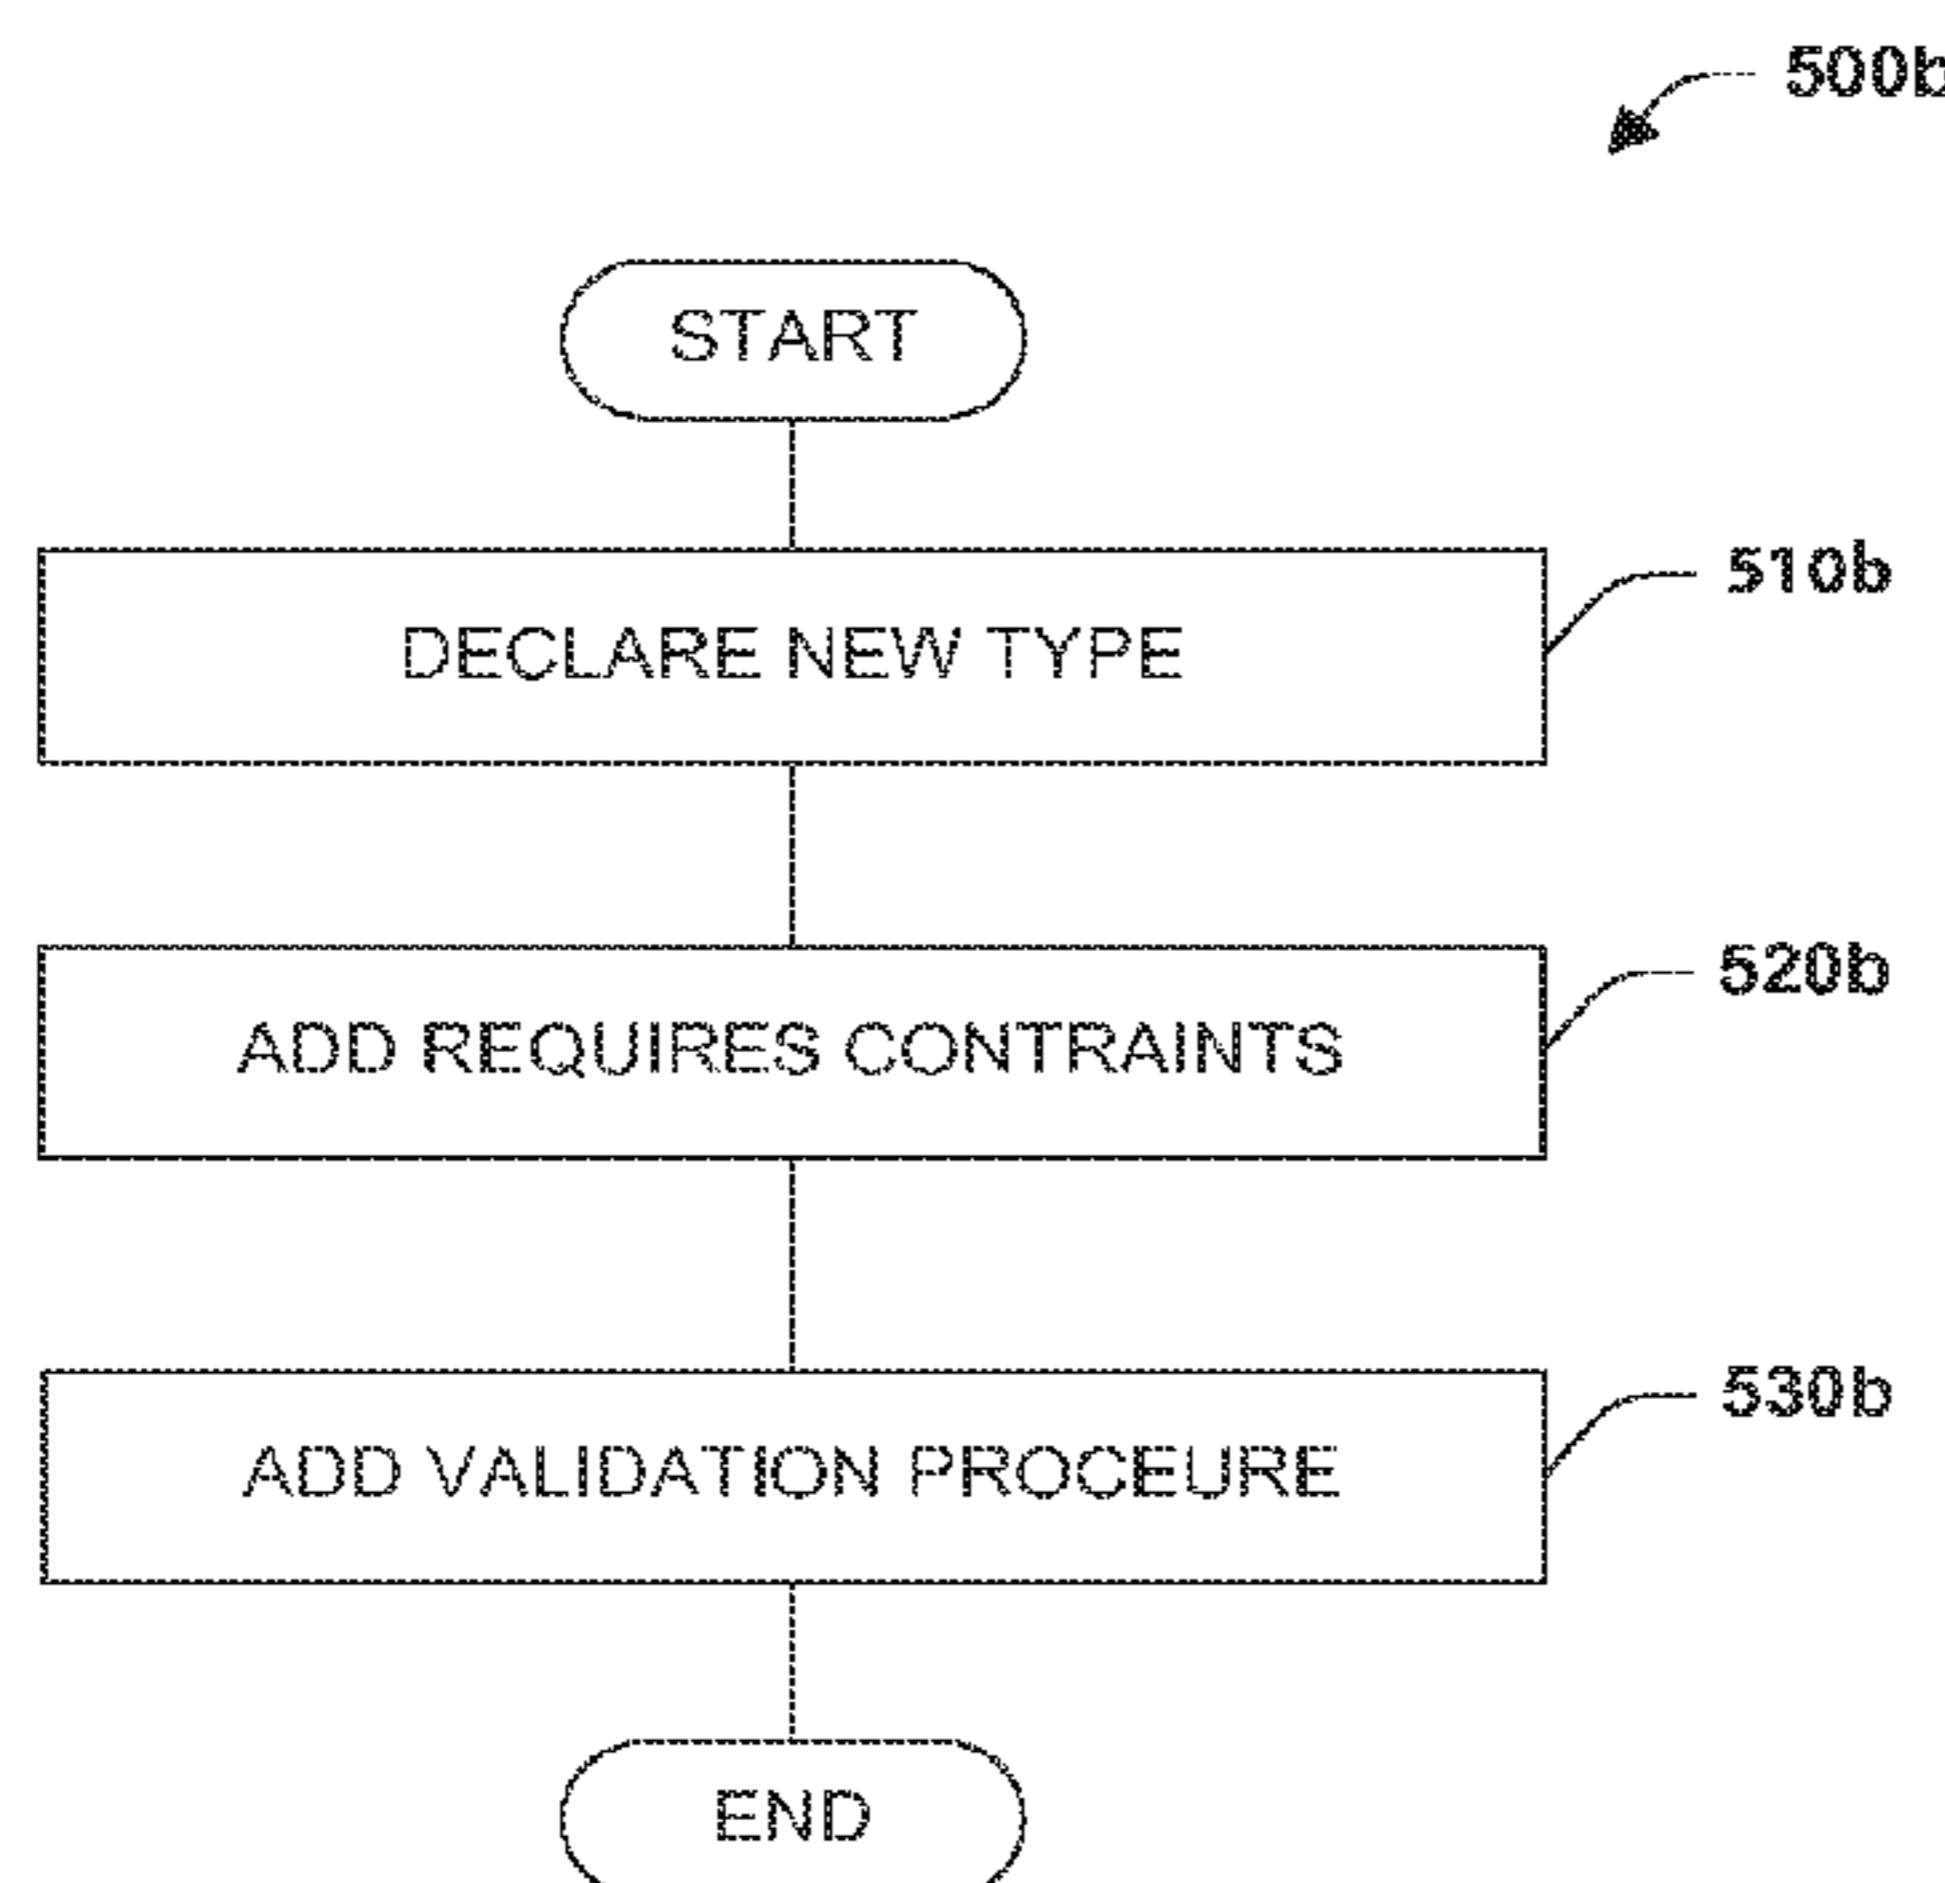 500b
START
DECLARE NEW TYPE
510b
ADD REQUIRES CONTRAINTS
520b
ADD VALIDATION PROCEURE
530b
END